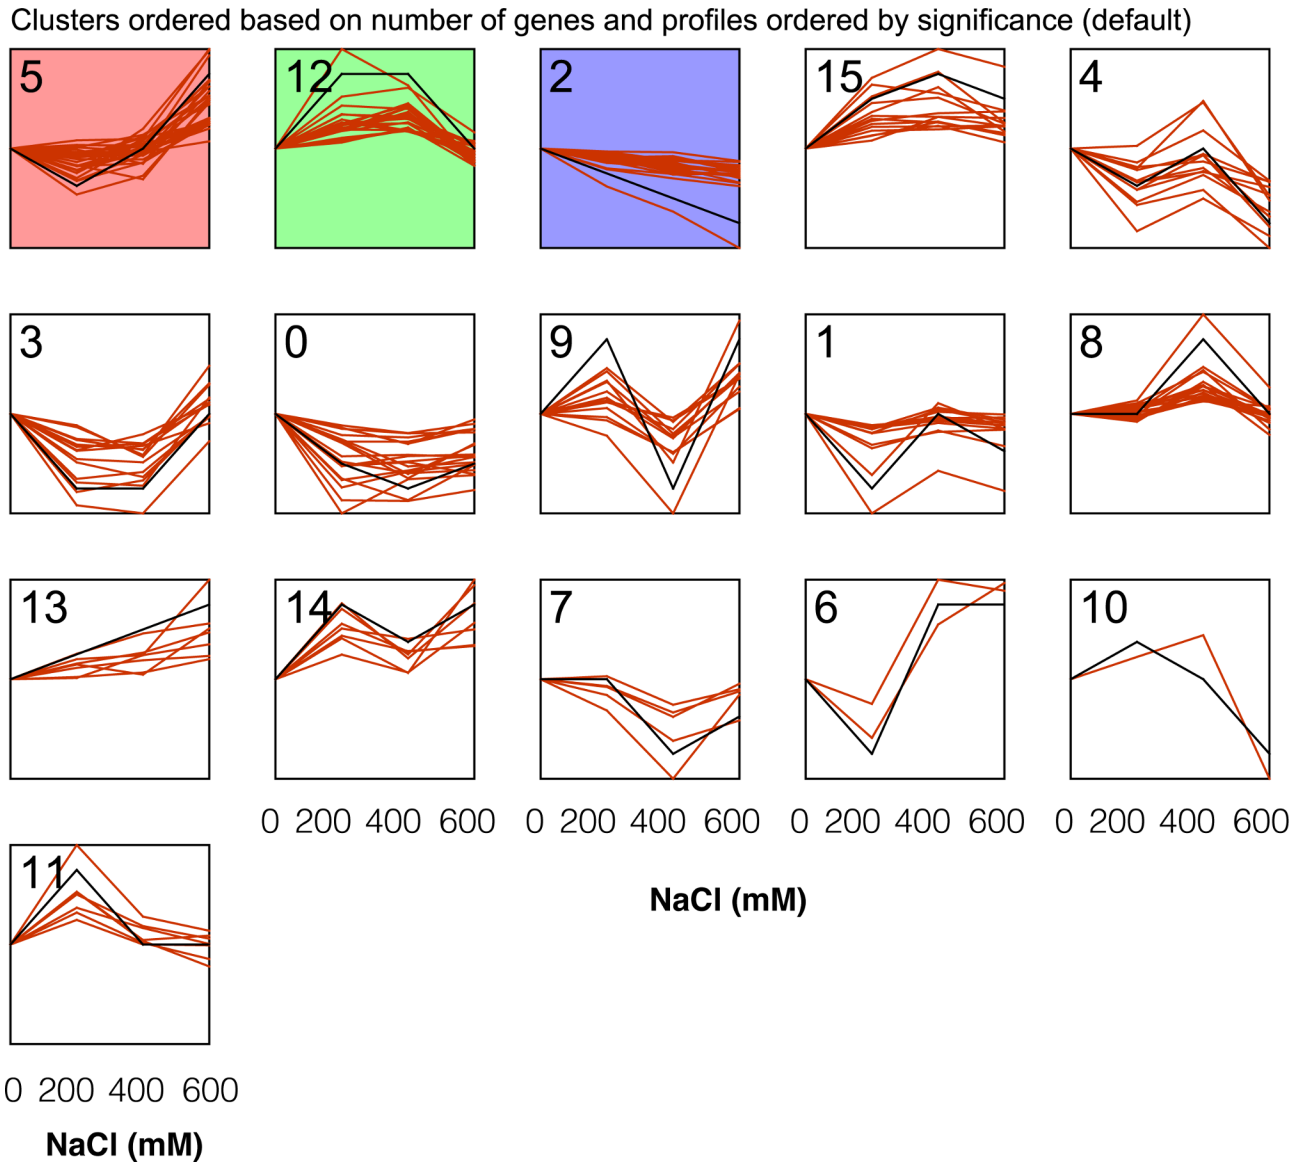 Clusters ordered based on number of genes and profiles ordered by significance (default)
5 12 2 15 4
3 0 9 1 8
13 14 7 6 10
0 200 400 600 0 200 400 600 0 200 400 600 0 200 400 600
11
NaCl (mM)
0 200 400 600
NaCl (mM)